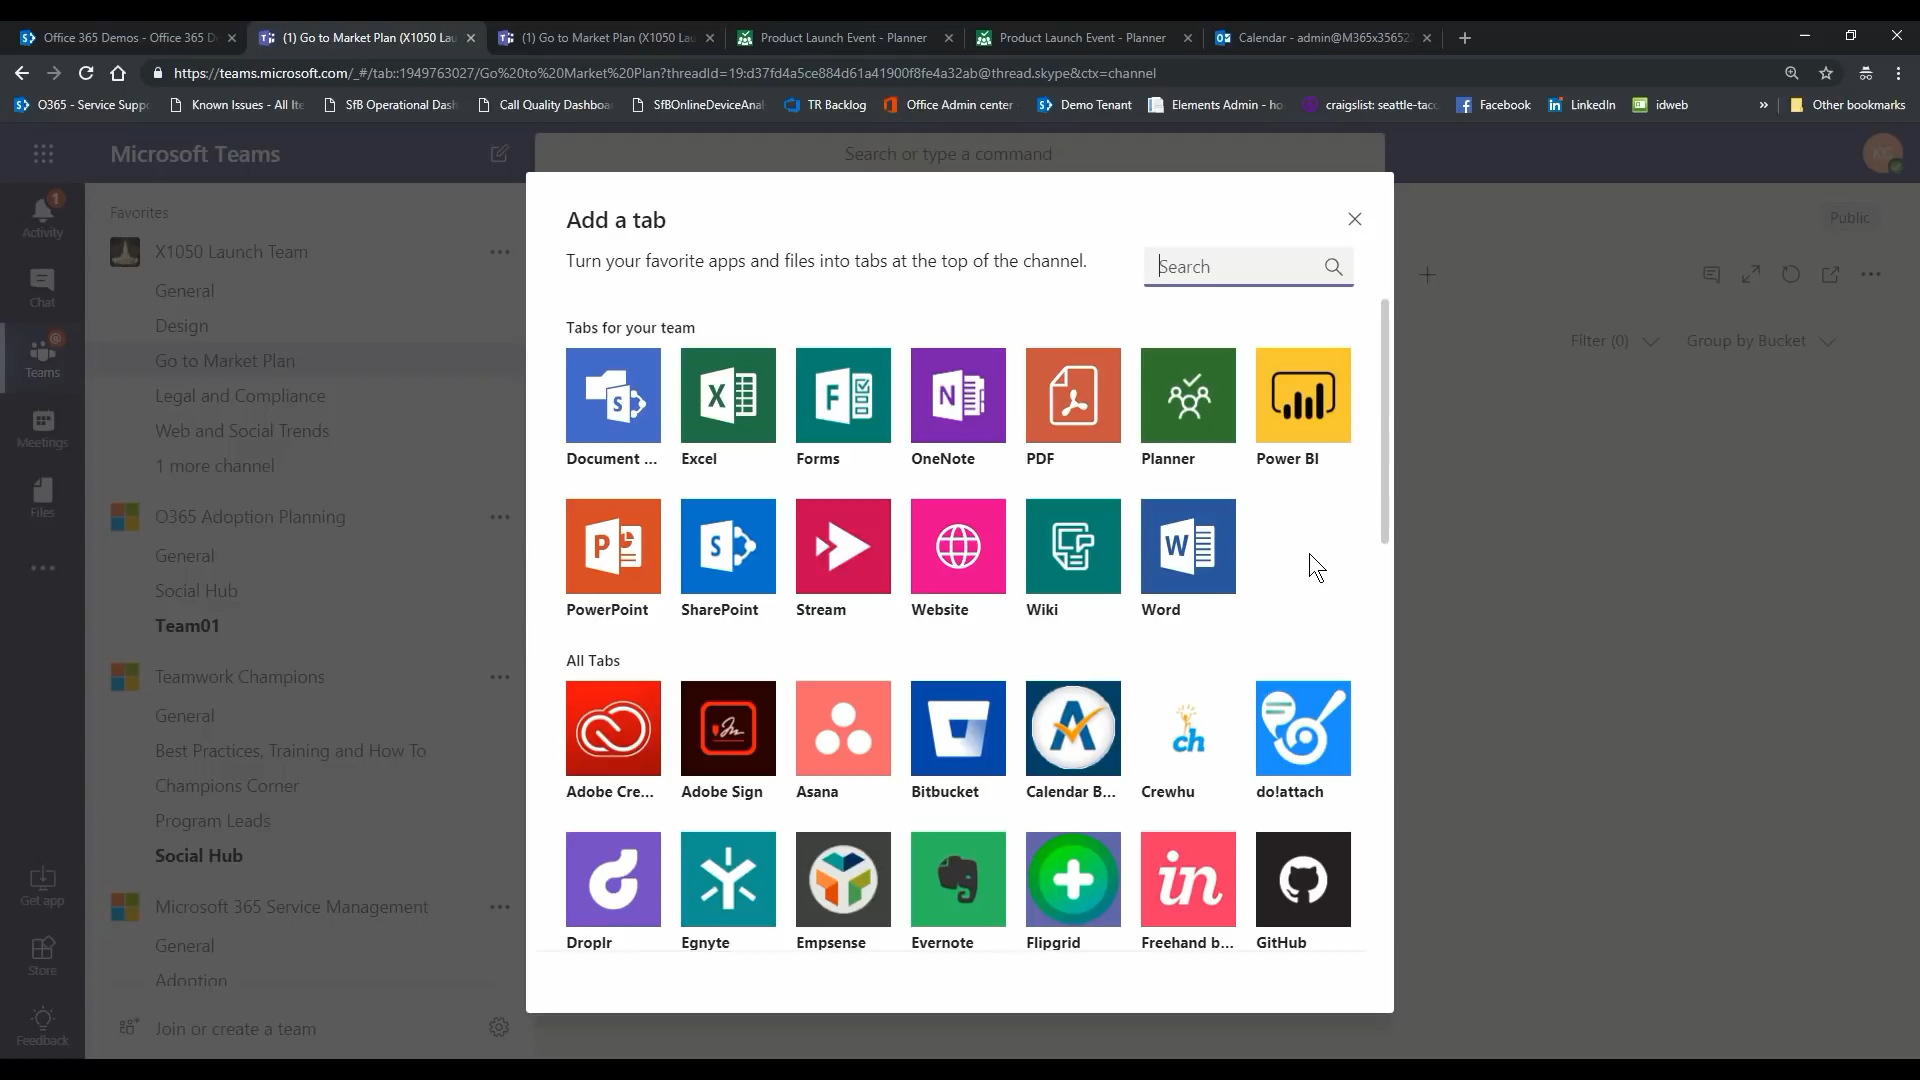 Office 365 Demos - Office 365 D
(1) Go to Market Plan (X1050 Lau
(1) Go to Market Plan (X1050 Lau
Product Launch Event - Planner
Product Launch Event - Planner
Calendar - admin@M365x35652
https://teams.microsoft.com/_#/tab::1949763027/Go%20to%20Market%20Plan?threadId=19:d37fd4a5ce884d61a41900f8fe4a32ab@thread.skype&ctx=channel
O365 - Service Suppo
Known Issues - All Ite
SfB Operational Dash
Call Quality Dashboa
SfBOnlineDeviceAnal
TR Backlog
Office Admin center
Demo Tenant
Elements Admin - ho
craigslist: seattle-tac
Facebook
LinkedIn
idweb
»
Other bookmarks
Microsoft Teams
Search or type a command
Activity
1
Chat
Teams
Meetings
Files
Get app
Store
Feedback
Favorites
X1050 Launch Team
General
Design
Go to Market Plan
Legal and Compliance
Web and Social Trends
1 more channel
O365 Adoption Planning
General
Social Hub
Team01
Teamwork Champions
General
Best Practices, Training and How To
Champions Corner
Program Leads
Social Hub
Microsoft 365 Service Management
General
Adoption
Join or create a team
Public
Filter (0)
Group by Bucket
Add a tab
Turn your favorite apps and files into tabs at the top of the channel.
Search
Tabs for your team
Document ...
Excel
Forms
OneNote
PDF
Planner
Power BI
PowerPoint
SharePoint
Stream
Website
Wiki
Word
All Tabs
Adobe Cre...
Adobe Sign
Asana
Bitbucket
Calendar B...
Crewhu
do!attach
Droplr
Egnyte
Empsense
Evernote
Flipgrid
Freehand b...
GitHub